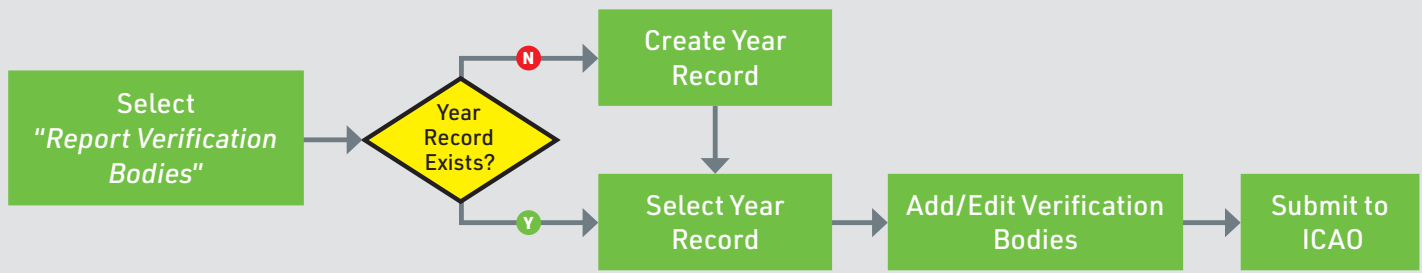 Select
"Report Verification
Bodies"
Year
Record
Exists?
N
Create Year
Record
Y
Select Year
Record
Add/Edit Verification
Bodies
Submit to
ICAO